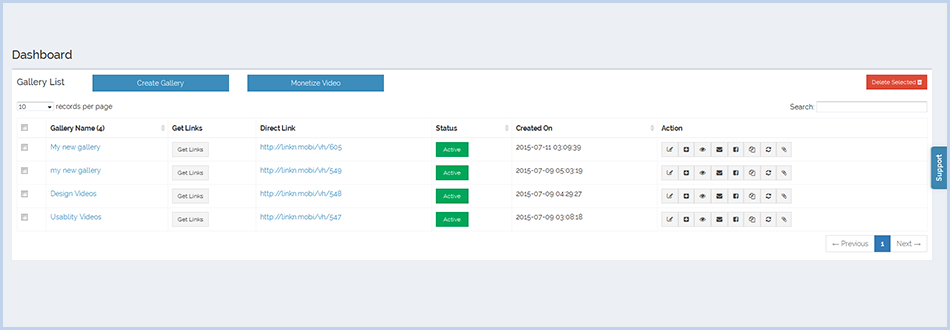 Dashboard
Gallery List Create Gallery Monetize Video Delete Selected
10 records per page Search:
Gallery Name (4) Get Links Direct Link Status Created On Action
My new gallery Get Links http://linkn.mobi/vh/605 Active 2015-07-11 03:09:39
my new gallery Get Links http://linkn.mobi/vh/549 Active 2015-07-09 05:03:19
Design Videos Get Links http://linkn.mobi/vh/548 Active 2015-07-09 04:29:27
Usablity Videos Get Links http://linkn.mobi/vh/547 Active 2015-07-09 03:08:18
← Previous 1 Next →
Support